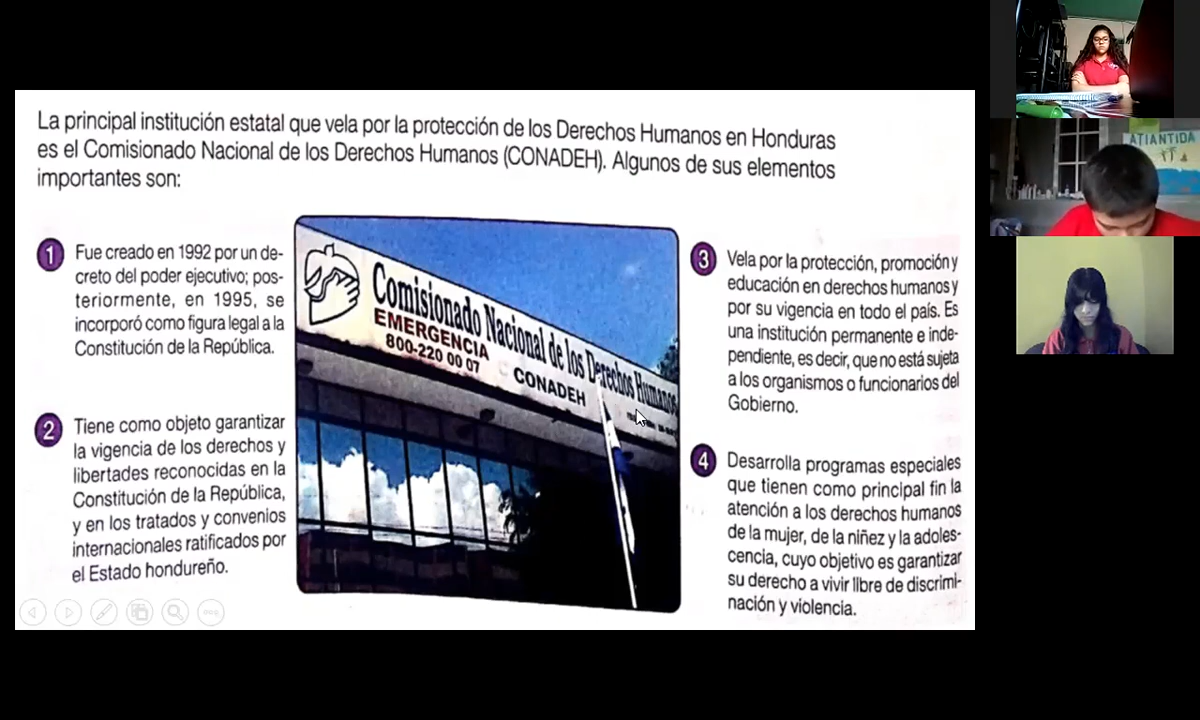 La principal institución estatal que vela por la protección de los Derechos Humanos en Honduras
es el Comisionado Nacional de los Derechos Humanos (CONADEH). Algunos de sus elementos
importantes son:
1
Fue creado en 1992 por un de-
creto del poder ejecutivo; pos-
teriormente, en 1995, se
incorporó como figura legal a la
Constitución de la República.
2
Tiene como objeto garantizar
la vigencia de los derechos y
libertades reconocidas en la
Constitución de la República,
y en los tratados y convenios
internacionales ratificados por
el Estado hondureño.
Comisionado Nacional de los Derechos Humanos
EMERGENCIA
800-220 00 07
CONADEH
3
Vela por la protección, promoción y
educación en derechos humanos y
por su vigencia en todo el país. Es
una institución permanente e inde-
pendiente, es decir, que no está sujeta
a los organismos o funcionarios del
Gobierno.
4
Desarrolla programas especiales
que tienen como principal fin la
atención a los derechos humanos
de la mujer, de la niñez y la adoles-
cencia, cuyo objetivo es garantizar
su derecho a vivir libre de discrimi-
nación y violencia.
ATLANTIDA